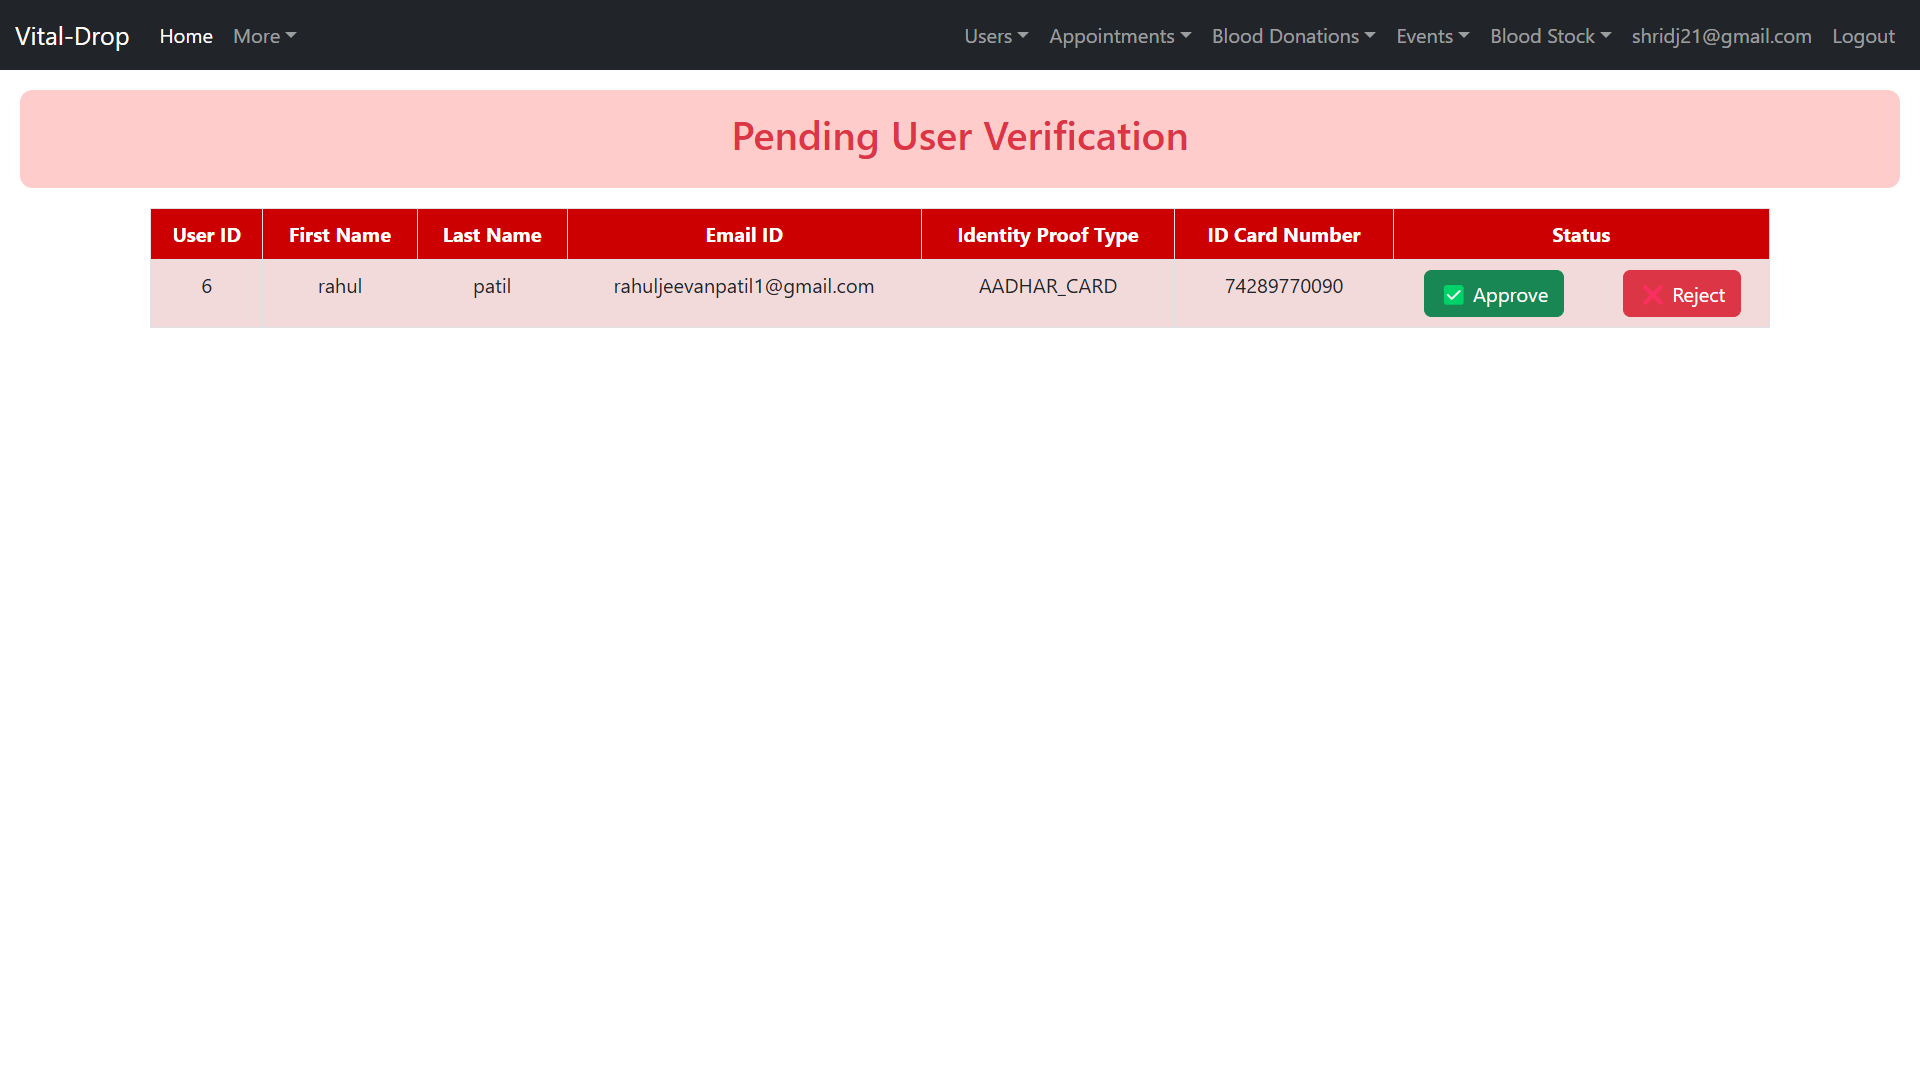 Vital-Drop Home More Users Appointments Blood Donations Events Blood Stock shridj21@gmail.com Logout
Pending User Verification
User ID First Name Last Name Email ID Identity Proof Type ID Card Number Status
6 rahul patil rahuljeevanpatil1@gmail.com AADHAR_CARD 74289770090 Approve Reject